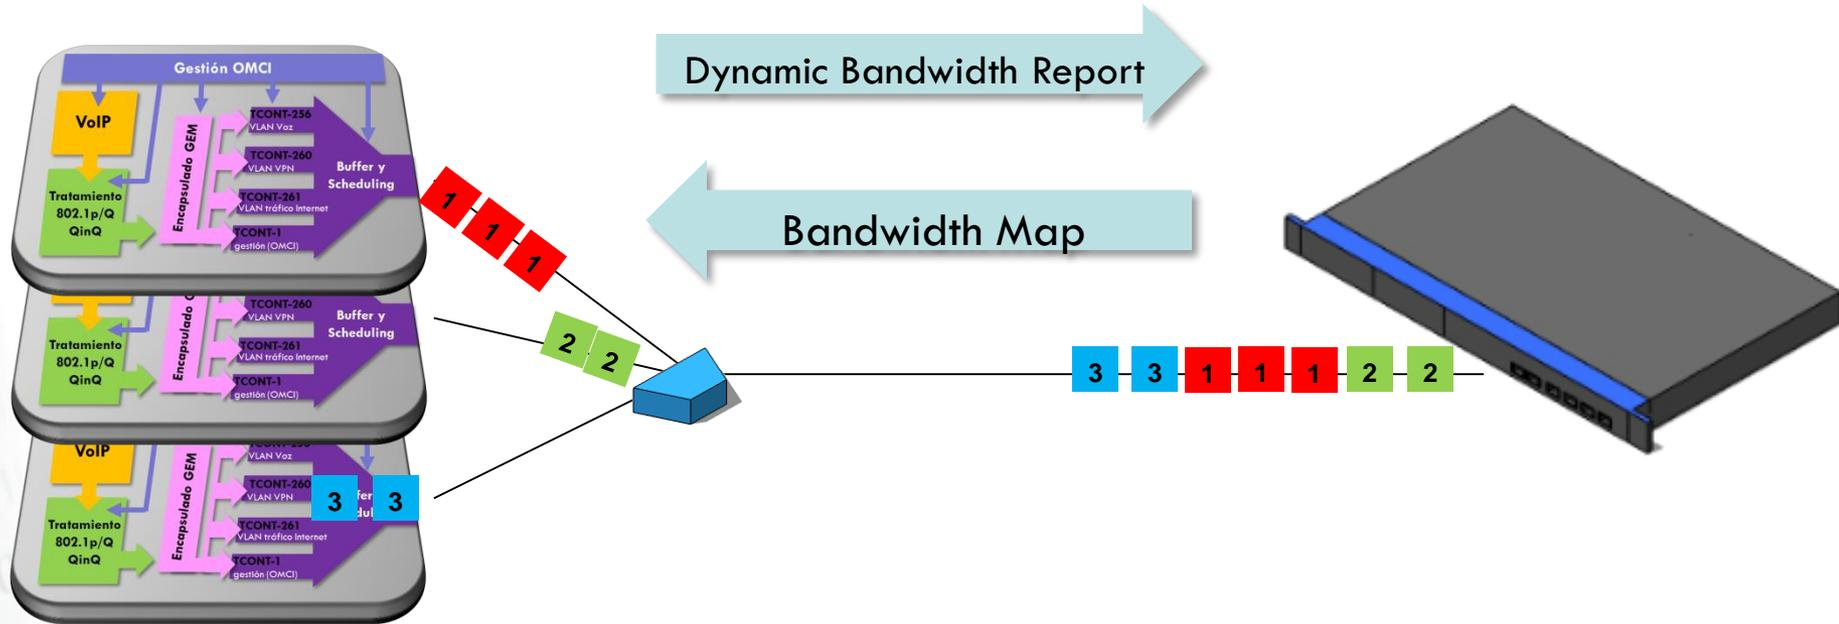 Dynamic Bandwidth Report
Bandwidth Map
Gestión OMCI
VoIP
Tratamiento
802.1p/Q
QinQ
Encapsulado GEM
TCONT-256
VLAN Voz
TCONT-260
VLAN VPN
TCONT-261
VLAN tráfico Internet
TCONT-1
gestión (OMCI)
Buffer y
Scheduling
1
1
1
Tratamiento
802.1p/Q
QinQ
Encapsulado
TCONT-260
VLAN VPN
TCONT-261
VLAN tráfico Internet
TCONT-1
gestión (OMCI)
Buffer y
Scheduling
2
2
3 3 1 1 1 2 2
VoIP
Tratamiento
802.1p/Q
QinQ
Encapsulado GEM
VLAN Voz
TCONT-260
VLAN VPN
TCONT-261
VLAN tráfico Internet
TCONT-1
gestión (OMCI)
3 3